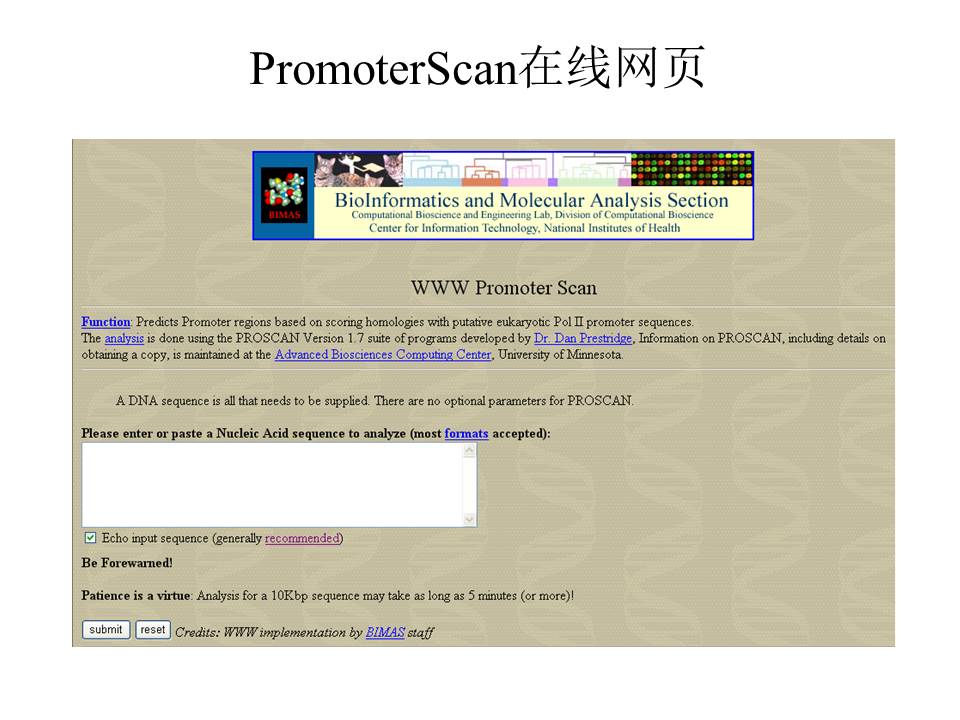 PromoterScan在线网页
BIMAS
BioInformatics and Molecular Analysis Section
Computational Bioscience and Engineering Lab, Division of Computational Bioscience
Center for Information Technology, National Institutes of Health
WWW Promoter Scan
Function: Predicts Promoter regions based on scoring homologies with putative eukaryotic Pol II promoter sequences.
The analysis is done using the PROSCAN Version 1.7 suite of programs developed by Dr. Dan Prestridge, Information on PROSCAN, including details on
obtaining a copy, is maintained at the Advanced Biosciences Computing Center, University of Minnesota.
A DNA sequence is all that needs to be supplied. There are no optional parameters for PROSCAN.
Please enter or paste a Nucleic Acid sequence to analyze (most formats accepted):
Echo input sequence (generally recommended)
Be Forewarned!
Patience is a virtue: Analysis for a 10Kbp sequence may take as long as 5 minutes (or more)!
submit reset Credits: WWW implementation by BIMAS staff